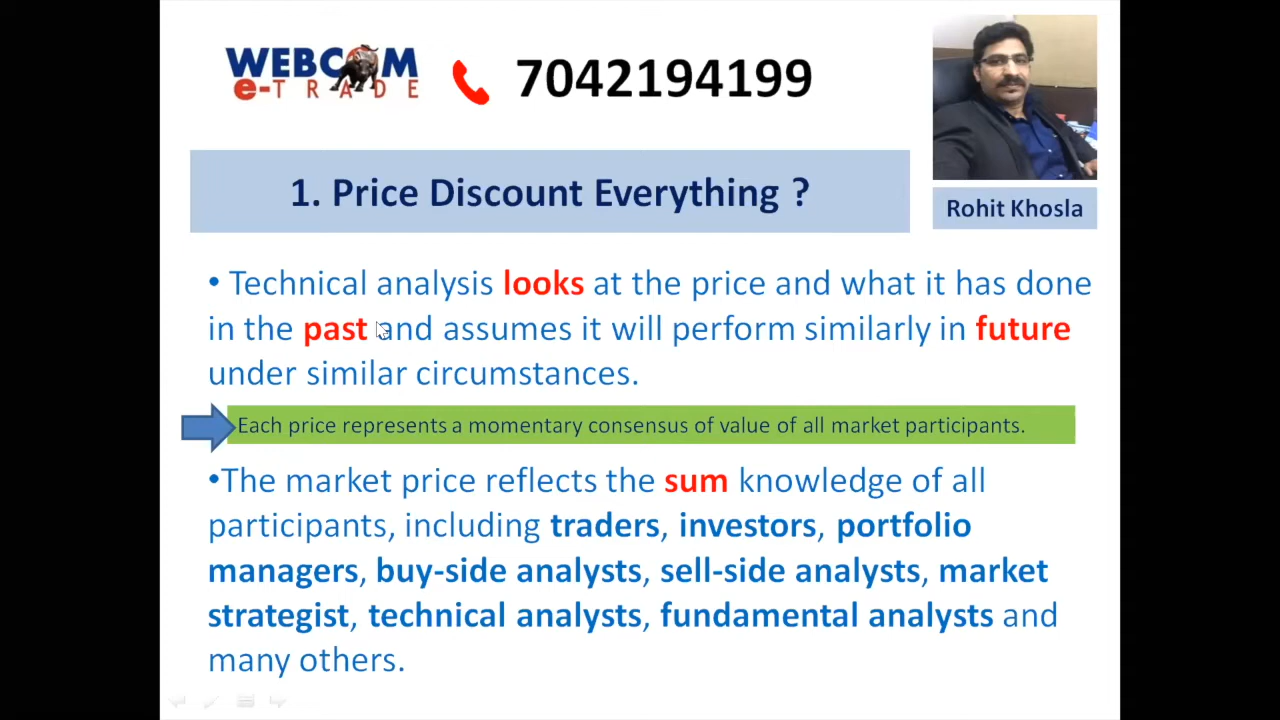 WEBCOM
e-TRADE
7042194199
1. Price Discount Everything ?
Rohit Khosla
• Technical analysis looks at the price and what it has done
in the past and assumes it will perform similarly in future
under similar circumstances.
Each price represents a momentary consensus of value of all market participants.
•The market price reflects the sum knowledge of all
participants, including traders, investors, portfolio
managers, buy-side analysts, sell-side analysts, market
strategist, technical analysts, fundamental analysts and
many others.